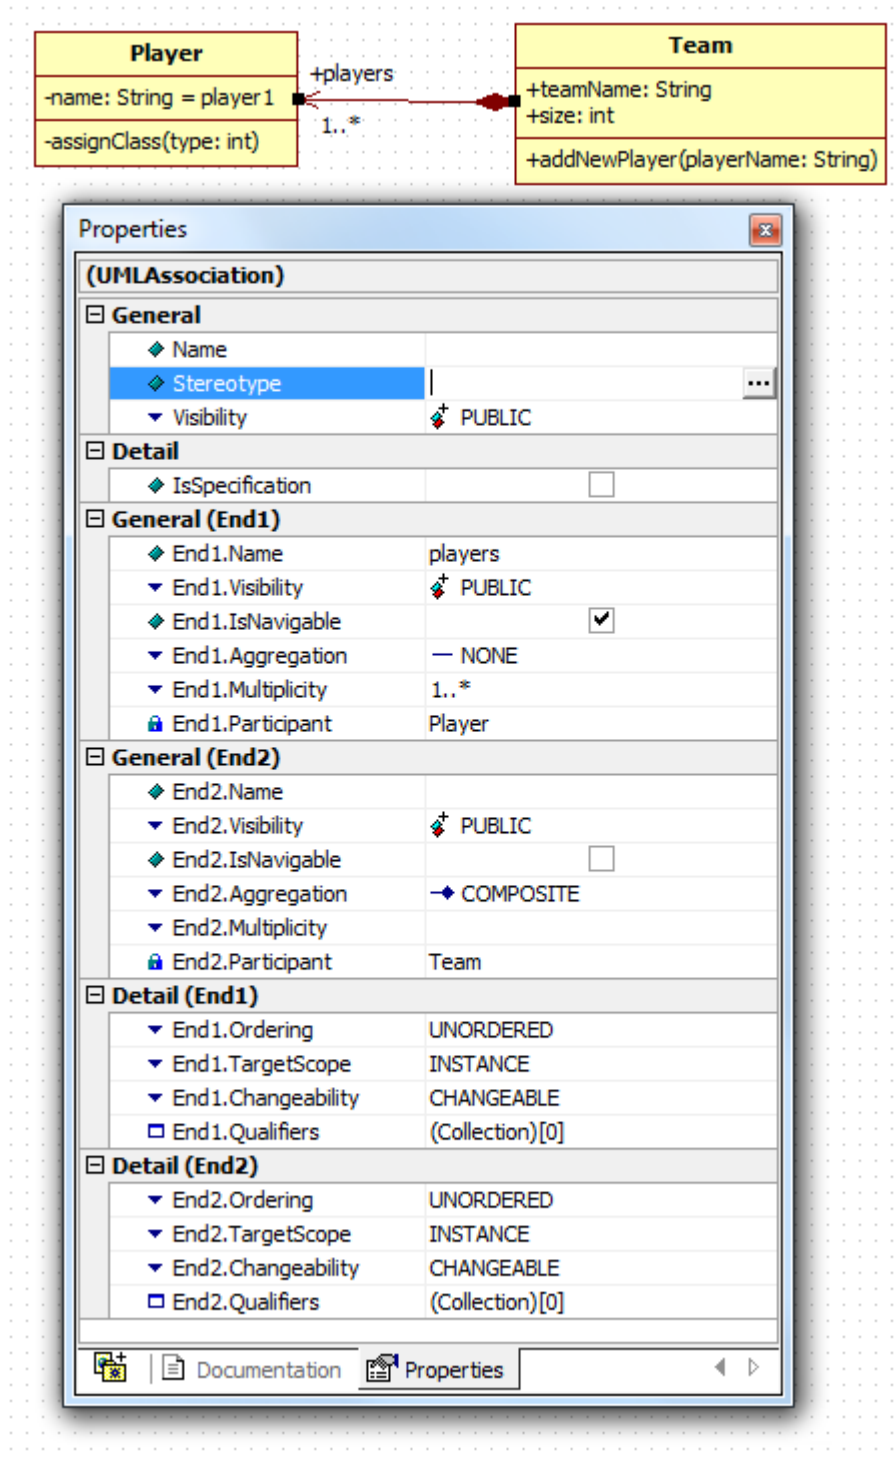 Player
-name: String = player1
-assignClass(type: int)
+players
1..*
Team
+teamName: String
+size: int
+addNewPlayer(playerName: String)
Properties
(UMLAssociation)
General
Name
Stereotype ...
Visibility PUBLIC
Detail
IsSpecification
General (End1)
End1.Name players
End1.Visibility PUBLIC
End1.IsNavigable
End1.Aggregation NONE
End1.Multiplicity 1..*
End1.Participant Player
General (End2)
End2.Name
End2.Visibility PUBLIC
End2.IsNavigable
End2.Aggregation COMPOSITE
End2.Multiplicity
End2.Participant Team
Detail (End1)
End1.Ordering UNORDERED
End1.TargetScope INSTANCE
End1.Changeability CHANGEABLE
End1.Qualifiers (Collection)[0]
Detail (End2)
End2.Ordering UNORDERED
End2.TargetScope INSTANCE
End2.Changeability CHANGEABLE
End2.Qualifiers (Collection)[0]
Documentation Properties